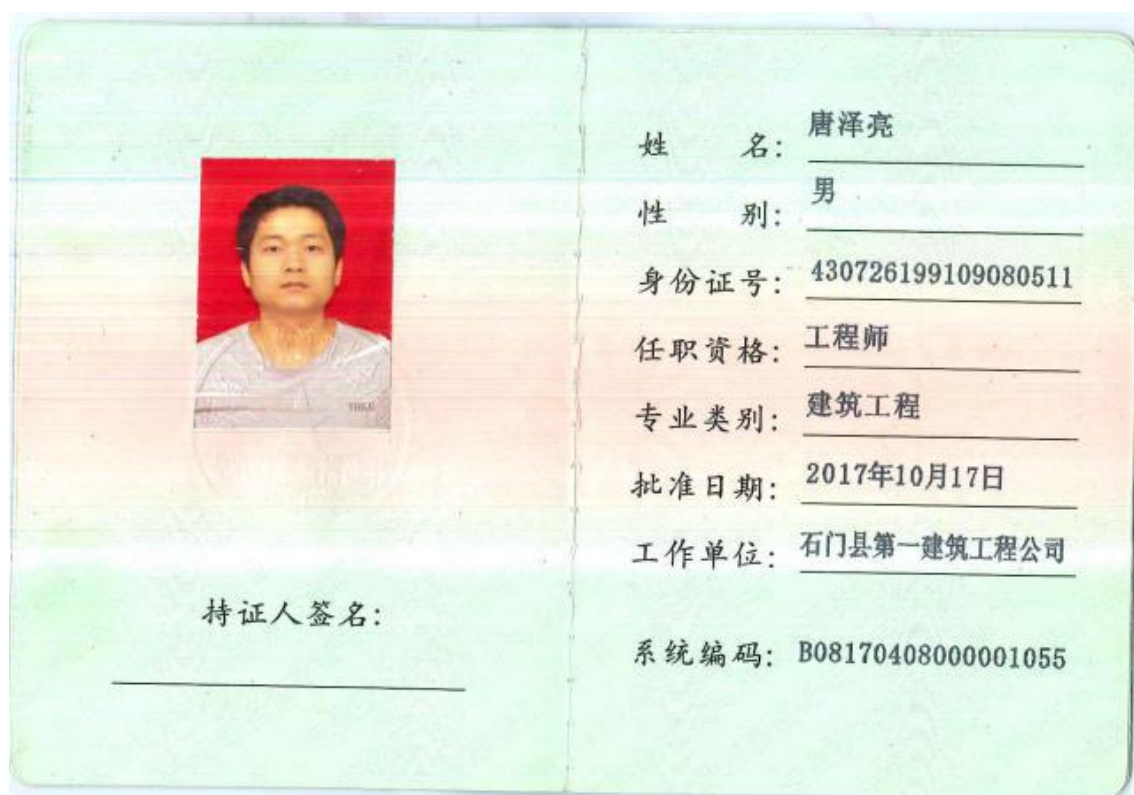 持证人签名:
姓 名: 唐泽亮
性 别: 男
身份证号: 430726199109080511
任职资格: 工程师
专业类别: 建筑工程
批准日期: 2017年10月17日
工作单位: 石门县第一建筑工程公司
系统编码: B08170408000001055